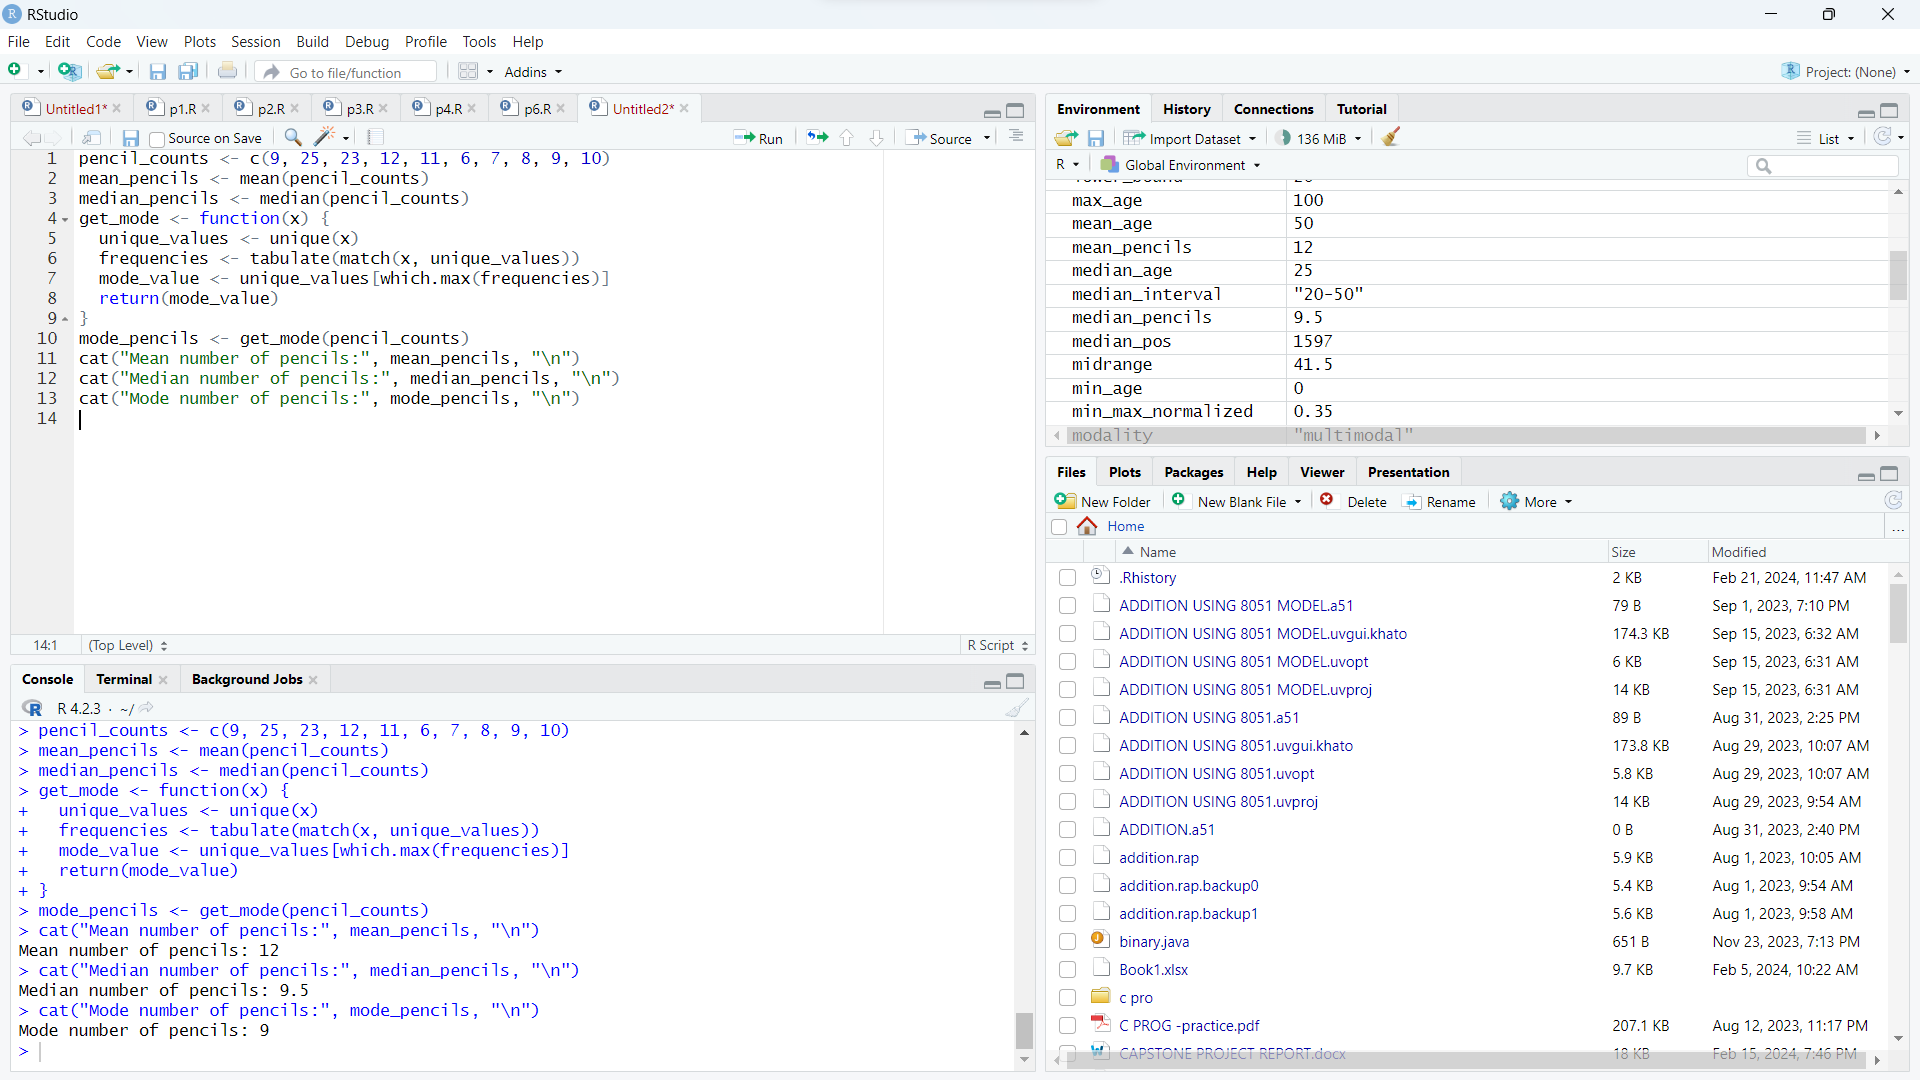 RStudio
File Edit Code View Plots Session Build Debug Profile Tools Help
Go to file/function Addins Project: (None)
Untitled1* p1.R p2.R p3.R p4.R p6.R Untitled2*
Source on Save Run Source
1 pencil_counts <- c(9, 25, 23, 12, 11, 6, 7, 8, 9, 10)
2 mean_pencils <- mean(pencil_counts)
3 median_pencils <- median(pencil_counts)
4 get_mode <- function(x) {
5 unique_values <- unique(x)
6 frequencies <- tabulate(match(x, unique_values))
7 mode_value <- unique_values[which.max(frequencies)]
8 return(mode_value)
9 }
10 mode_pencils <- get_mode(pencil_counts)
11 cat("Mean number of pencils:", mean_pencils, "\n")
12 cat("Median number of pencils:", median_pencils, "\n")
13 cat("Mode number of pencils:", mode_pencils, "\n")
14
14:1 (Top Level) R Script
Console Terminal Background Jobs
R 4.2.3 · ~/
> pencil_counts <- c(9, 25, 23, 12, 11, 6, 7, 8, 9, 10)
> mean_pencils <- mean(pencil_counts)
> median_pencils <- median(pencil_counts)
> get_mode <- function(x) {
+ unique_values <- unique(x)
+ frequencies <- tabulate(match(x, unique_values))
+ mode_value <- unique_values[which.max(frequencies)]
+ return(mode_value)
+ }
> mode_pencils <- get_mode(pencil_counts)
> cat("Mean number of pencils:", mean_pencils, "\n")
Mean number of pencils: 12
> cat("Median number of pencils:", median_pencils, "\n")
Median number of pencils: 9.5
> cat("Mode number of pencils:", mode_pencils, "\n")
Mode number of pencils: 9
>
Environment History Connections Tutorial
Import Dataset 136 MiB List
R Global Environment
max_age 100
mean_age 50
mean_pencils 12
median_age 25
median_interval "20-50"
median_pencils 9.5
median_pos 1597
midrange 41.5
min_age 0
min_max_normalized 0.35
modality "multimodal"
Files Plots Packages Help Viewer Presentation
New Folder New Blank File Delete Rename More
Home ...
Name Size Modified
.Rhistory 2 KB Feb 21, 2024, 11:47 AM
ADDITION USING 8051 MODEL.a51 79 B Sep 1, 2023, 7:10 PM
ADDITION USING 8051 MODEL.uvgui.khato 174.3 KB Sep 15, 2023, 6:32 AM
ADDITION USING 8051 MODEL.uvopt 6 KB Sep 15, 2023, 6:31 AM
ADDITION USING 8051 MODEL.uvproj 14 KB Sep 15, 2023, 6:31 AM
ADDITION USING 8051.a51 89 B Aug 31, 2023, 2:25 PM
ADDITION USING 8051.uvgui.khato 173.8 KB Aug 29, 2023, 10:07 AM
ADDITION USING 8051.uvopt 5.8 KB Aug 29, 2023, 10:07 AM
ADDITION USING 8051.uvproj 14 KB Aug 29, 2023, 9:54 AM
ADDITION.a51 0 B Aug 31, 2023, 2:40 PM
addition.rap 5.9 KB Aug 1, 2023, 10:05 AM
addition.rap.backup0 5.4 KB Aug 1, 2023, 9:54 AM
addition.rap.backup1 5.6 KB Aug 1, 2023, 9:58 AM
binary.java 651 B Nov 23, 2023, 7:13 PM
Book1.xlsx 9.7 KB Feb 5, 2024, 10:22 AM
c pro
C PROG -practice.pdf 207.1 KB Aug 12, 2023, 11:17 PM
CAPSTONE PROJECT REPORT.docx 18 KB Feb 15, 2024, 7:46 PM